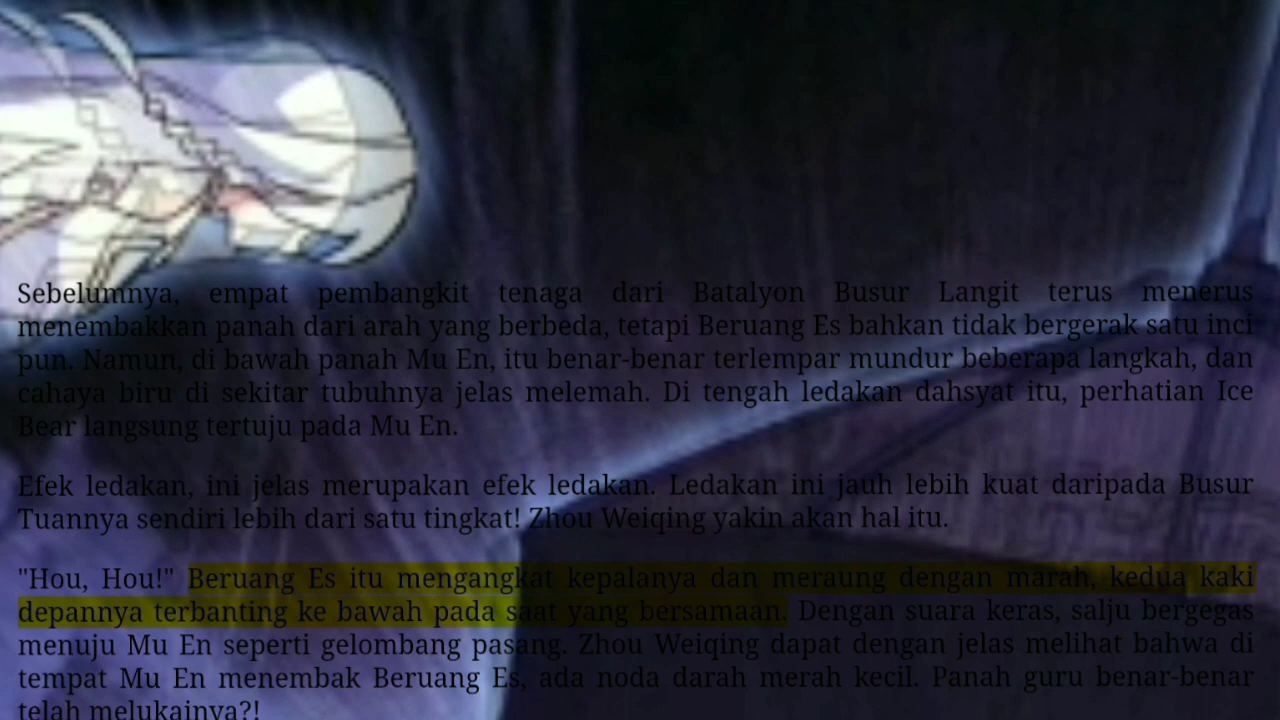 Sebelumnya, empat pembangkit tenaga dari Batalyon Busur Langit terus menerus
menembakkan panah dari arah yang berbeda, tetapi Beruang Es bahkan tidak bergerak satu inci
pun. Namun, di bawah panah Mu En, itu benar-benar terlempar mundur beberapa langkah, dan
cahaya biru di sekitar tubuhnya jelas melemah. Di tengah ledakan dahsyat itu, perhatian Ice
Bear langsung tertuju pada Mu En.
Efek ledakan, ini jelas merupakan efek ledakan. Ledakan ini jauh lebih kuat daripada Busur
Tuannya sendiri lebih dari satu tingkat! Zhou Weiqing yakin akan hal itu.
"Hou, Hou!" Beruang Es itu mengangkat kepalanya dan meraung dengan marah, kedua kaki
depannya terbanting ke bawah pada saat yang bersamaan. Dengan suara keras, salju bergegas
menuju Mu En seperti gelombang pasang. Zhou Weiqing dapat dengan jelas melihat bahwa di
tempat Mu En menembak Beruang Es, ada noda darah merah kecil. Panah guru benar-benar
telah melukainya?!